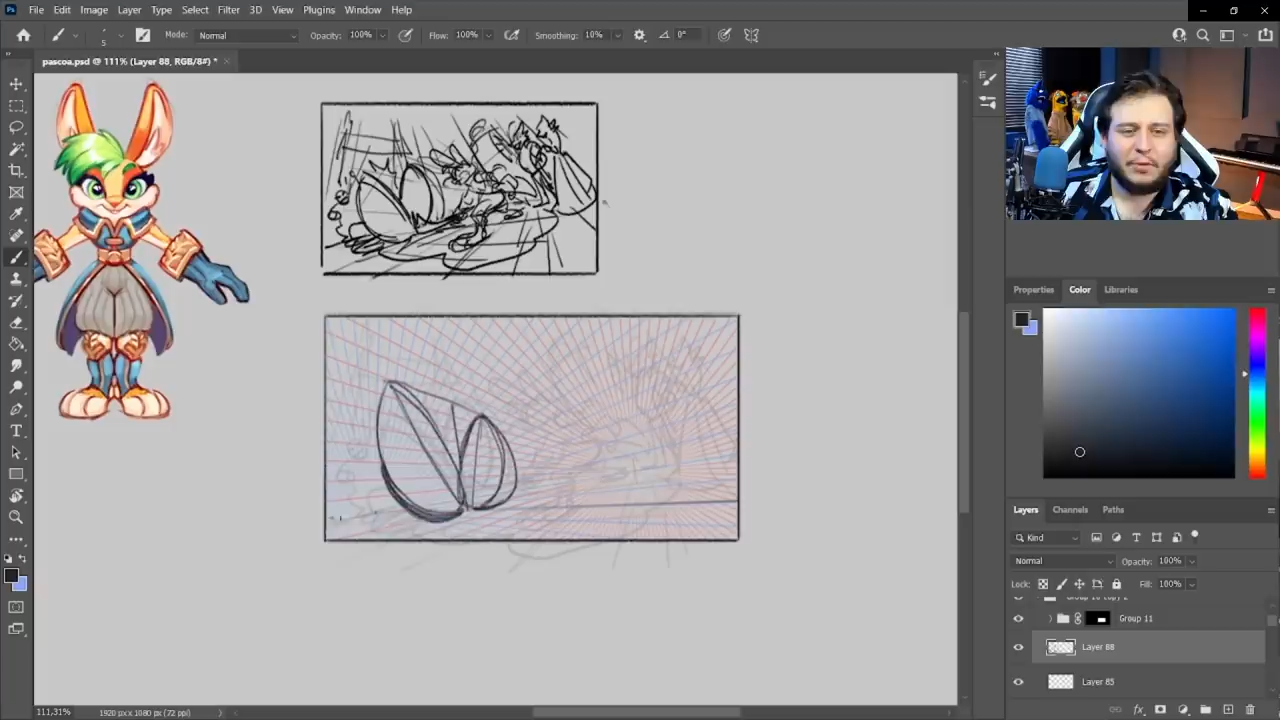 File Edit Image Layer Type Select Filter 3D View Plugins Window Help
5 Mode: Normal Opacity: 100% Flow: 100% Smoothing: 10% 0°
pascoa.psd @ 111% (Layer 88, RGB/8#) *
Properties Color Libraries
Layers Channels Paths
Kind
Normal Opacity: 100%
Lock: Fill: 100%
Group 11
Layer 88
Layer 85
111,31% 1920 px x 1080 px (72 ppi)